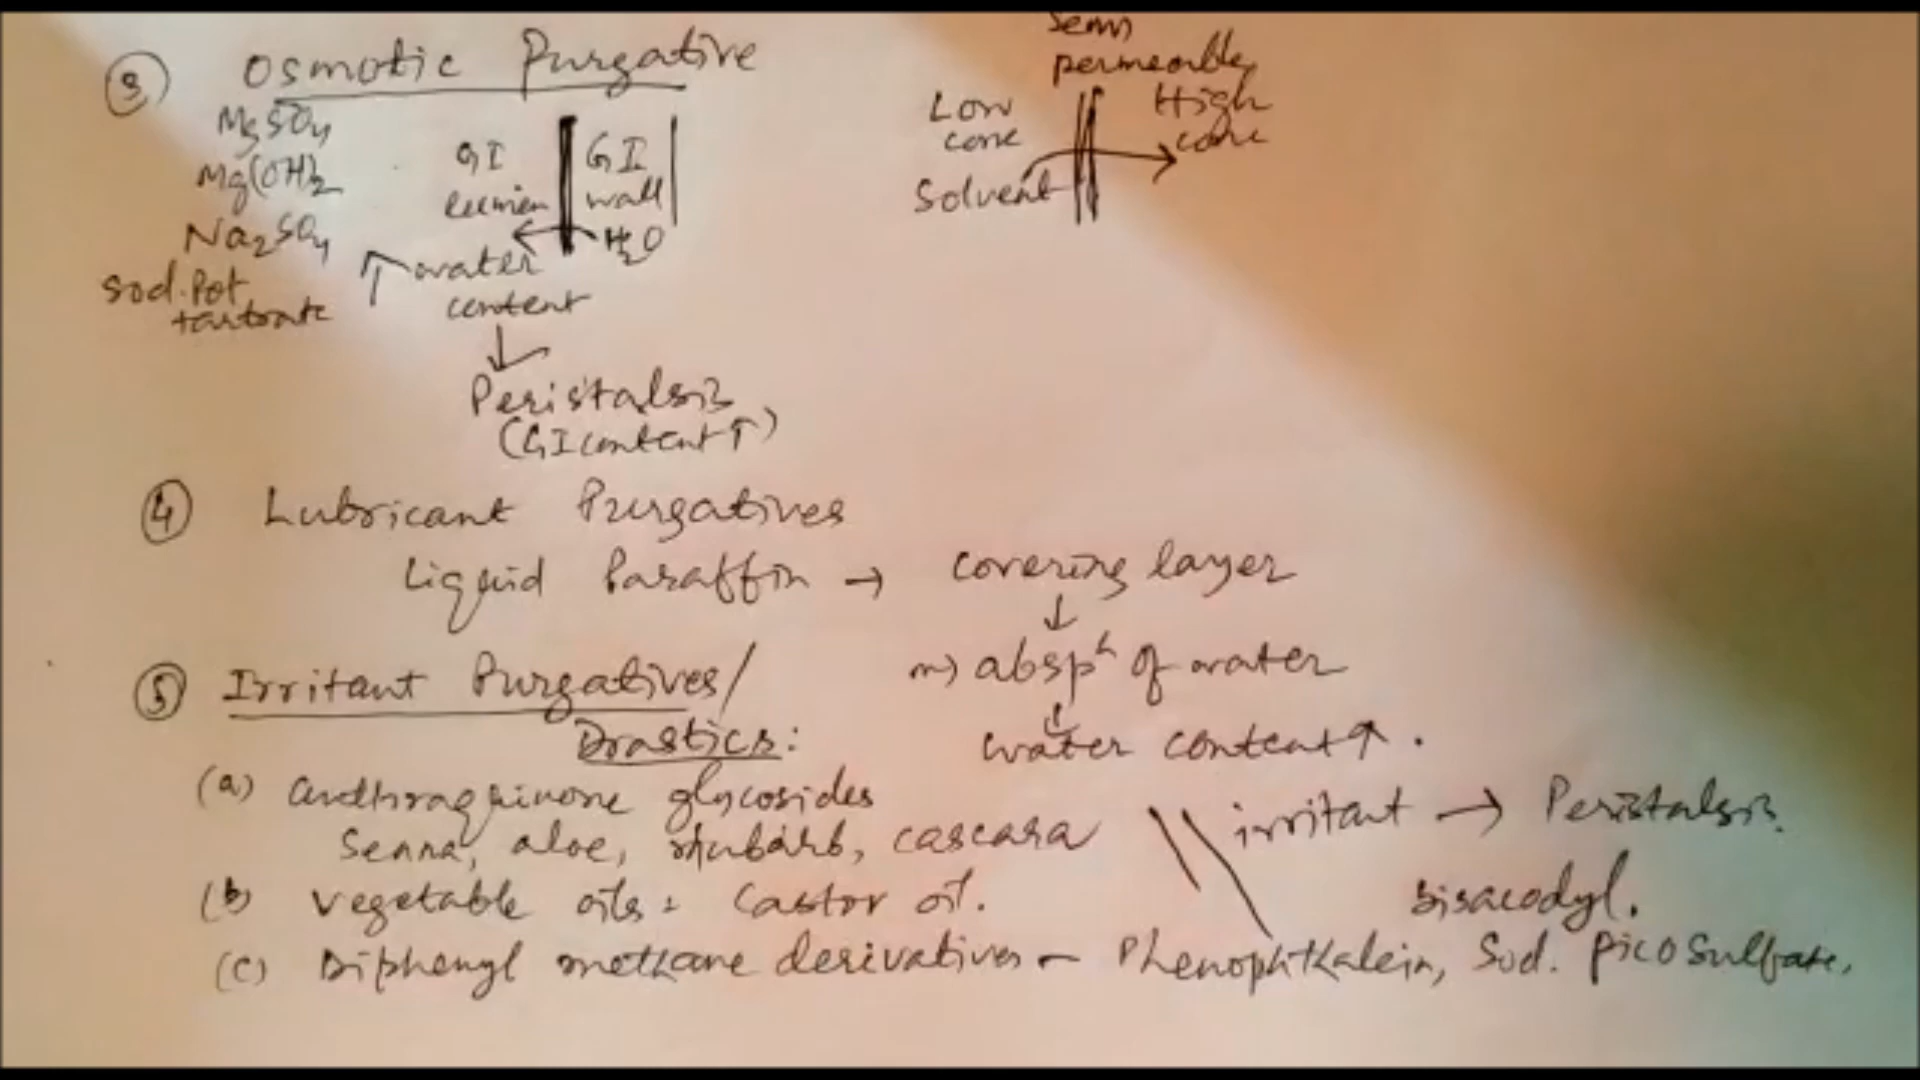 ③ Osmotic Purgative
MgSO4
Mg(OH)2
Na2SO4
Sod. Pot
tartrate
GI
lumen
GI
wall
H2O
↑ water
content
↓
Peristalsis
(GI content ↑)
Semi
permeable
Low
conc
High
conc
Solvent
④ Lubricant Purgatives
Liquid Paraffin → covering layer
↓
abspⁿ of water
↓
water content ↑.
⑤ Irritant Purgatives/
Drastics:
(a) anthraquinone glycosides
Senna, aloe, rhubarb, cascara
irritant → Peristalsis.
(b) vegetable oils: Castor oil.
Bisacodyl.
(c) Diphenyl methane derivatives - Phenophthalein, Sod. picosulfate,